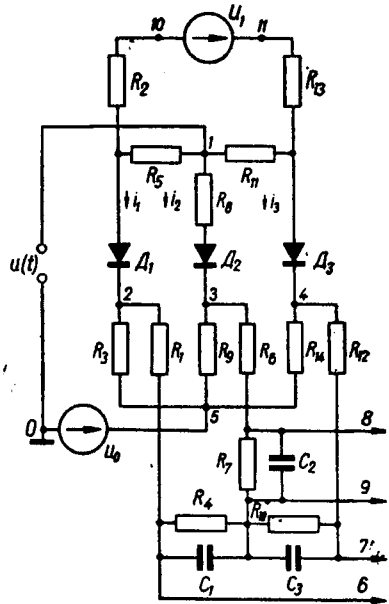 10 U₁ 11
R₂ R₁₃
1
R₅ R₁₁
i₁ i₂ R₈ i₃
u(t) Д₁ Д₂ Д₃
2 3 4
R₃ R₁ R₉ R₆ R₁₄ R₁₂
0 u₀ 5
8
R₇ C₂
9
R₄
7
C₁ C₃
6